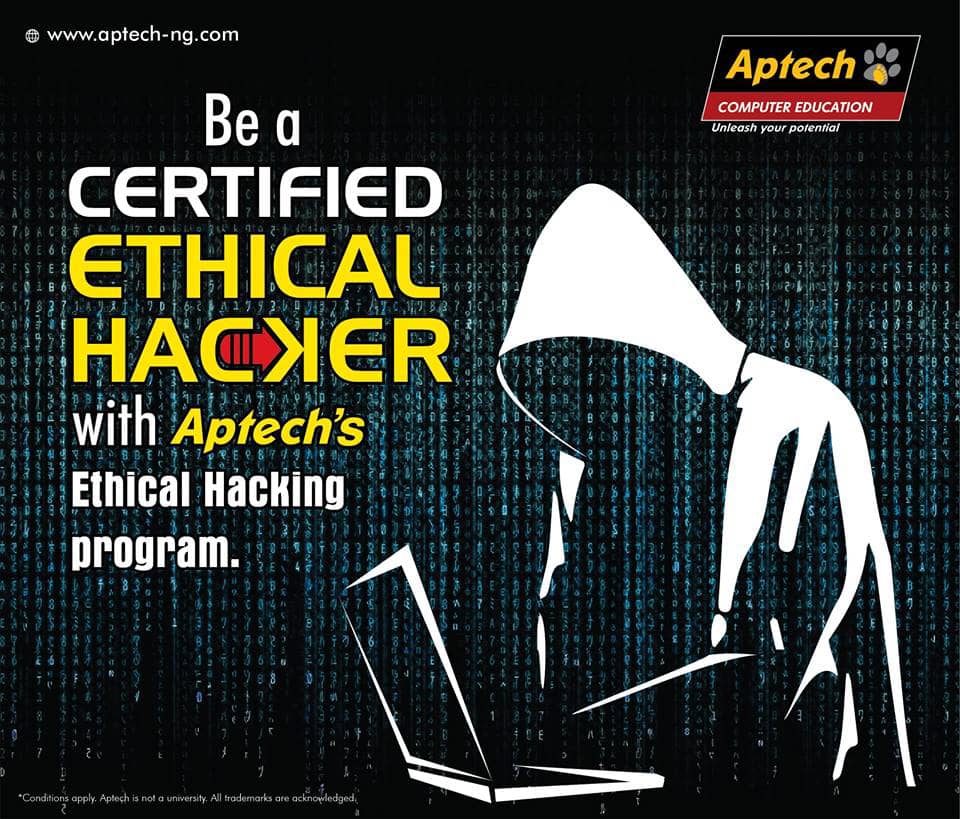 www.aptech-ng.com
Aptech
COMPUTER EDUCATION
Unleash your potential
Be a
CERTIFIED
ETHICAL
HACKER
with Aptech's
Ethical Hacking
program.
*Conditions apply. Aptech is not a university. All trademarks are acknowledged.